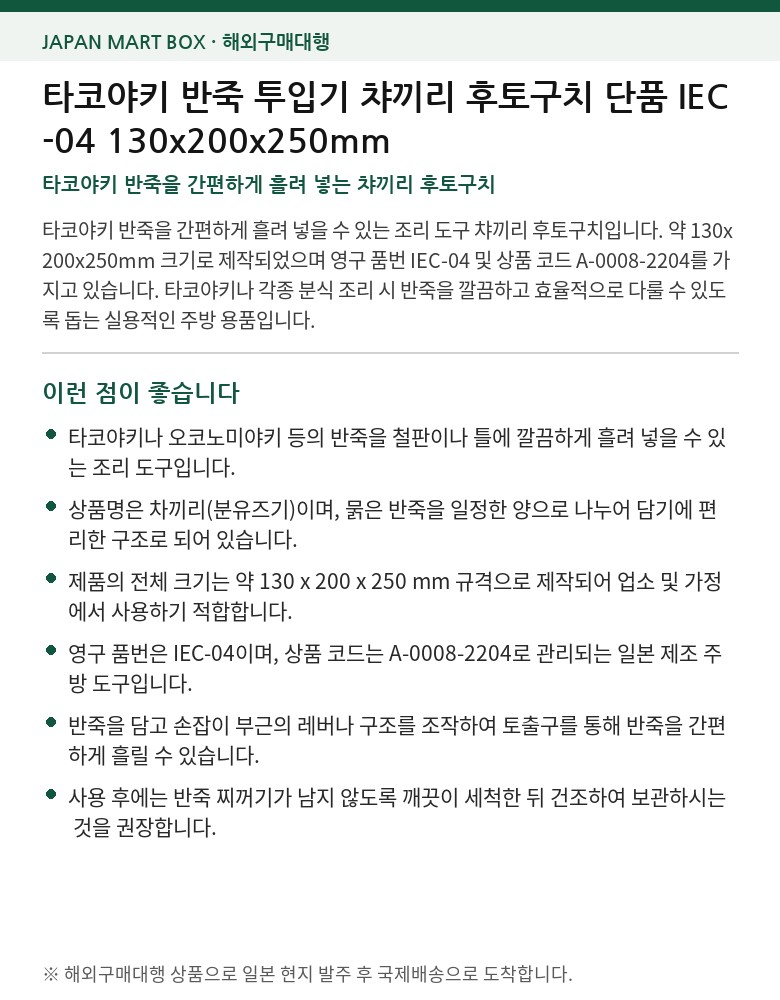 JAPAN MART BOX · 해외구매대행
타코야키 반죽 투입기 챠끼리 후토구치 단품 IEC
-04 130x200x250mm
타코야키 반죽을 간편하게 흘려 넣는 챠끼리 후토구치
타코야키 반죽을 간편하게 흘려 넣을 수 있는 조리 도구 챠끼리 후토구치입니다. 약 130x
200x250mm 크기로 제작되었으며 영구 품번 IEC-04 및 상품 코드 A-0008-2204를 가
지고 있습니다. 타코야키나 각종 분식 조리 시 반죽을 깔끔하고 효율적으로 다룰 수 있도
록 돕는 실용적인 주방 용품입니다.
이런 점이 좋습니다
● 타코야키나 오코노미야키 등의 반죽을 철판이나 틀에 깔끔하게 흘려 넣을 수 있
는 조리 도구입니다.
● 상품명은 차끼리(분유즈기)이며, 묽은 반죽을 일정한 양으로 나누어 담기에 편
리한 구조로 되어 있습니다.
● 제품의 전체 크기는 약 130 x 200 x 250 mm 규격으로 제작되어 업소 및 가정
에서 사용하기 적합합니다.
● 영구 품번은 IEC-04이며, 상품 코드는 A-0008-2204로 관리되는 일본 제조 주
방 도구입니다.
● 반죽을 담고 손잡이 부근의 레버나 구조를 조작하여 토출구를 통해 반죽을 간편
하게 흘릴 수 있습니다.
● 사용 후에는 반죽 찌꺼기가 남지 않도록 깨끗이 세척한 뒤 건조하여 보관하시는
것을 권장합니다.
※ 해외구매대행 상품으로 일본 현지 발주 후 국제배송으로 도착합니다.